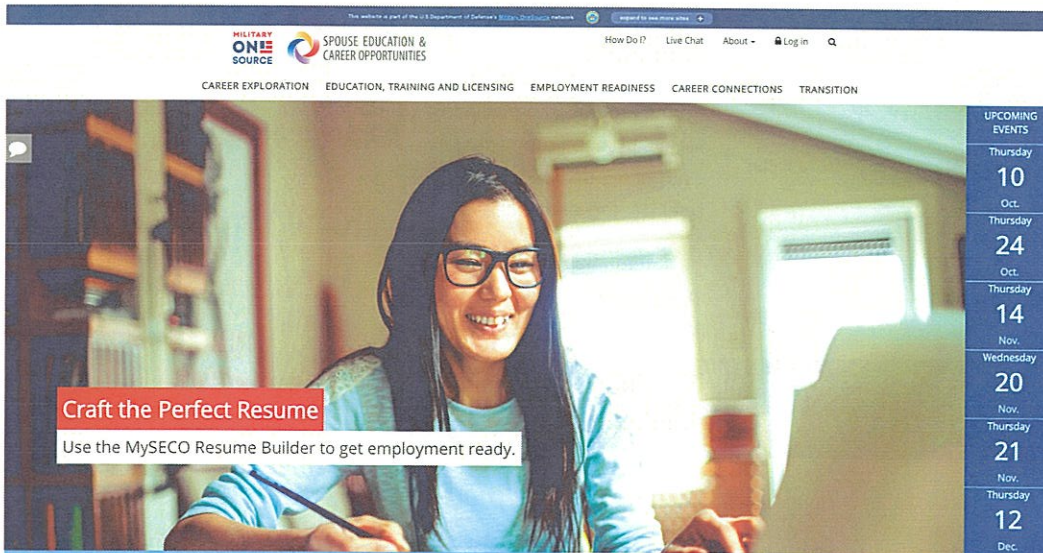 This website is part of the U.S Department of Defense's Military OneSource network
expand to see more sites +
MILITARY
ONE
SOURCE
SPOUSE EDUCATION &
CAREER OPPORTUNITIES
How Do I?
Live Chat
About
Log in
CAREER EXPLORATION
EDUCATION, TRAINING AND LICENSING
EMPLOYMENT READINESS
CAREER CONNECTIONS
TRANSITION
Craft the Perfect Resume
Use the MySECO Resume Builder to get employment ready.
UPCOMING
EVENTS
Thursday
10
Oct.
Thursday
24
Oct.
Thursday
14
Nov.
Wednesday
20
Nov.
Thursday
21
Nov.
Thursday
12
Dec.